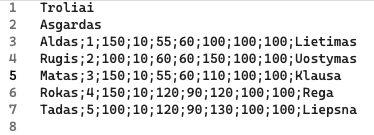 1 Troliai
2 Asgardas
3 Aldas;1;150;10;55;60;100;100;100;Lietimas
4 Rugis;2;100;10;60;60;150;100;100;Uostymas
5 Matas;3;150;10;55;60;110;100;100;Klausa
6 Rokas;4;150;10;120;90;120;100;100;Rega
7 Tadas;5;100;10;120;90;130;100;100;Liepsna
8